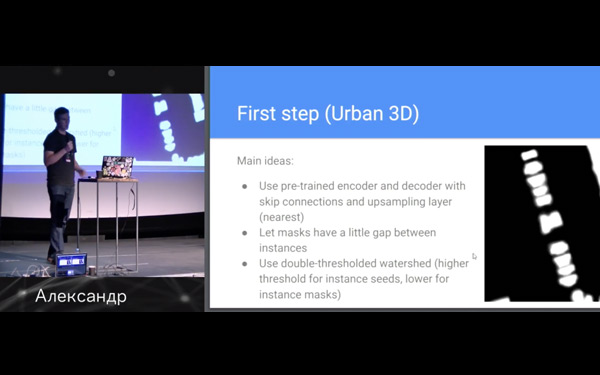 First step (Urban 3D)
Main ideas:
● Use pre-trained encoder and decoder with
skip connections and upsampling layer
(nearest)
● Let masks have a little gap between
instances
● Use double-thresholded watershed (higher
threshold for instance seeds, lower for
instance masks)
Александр